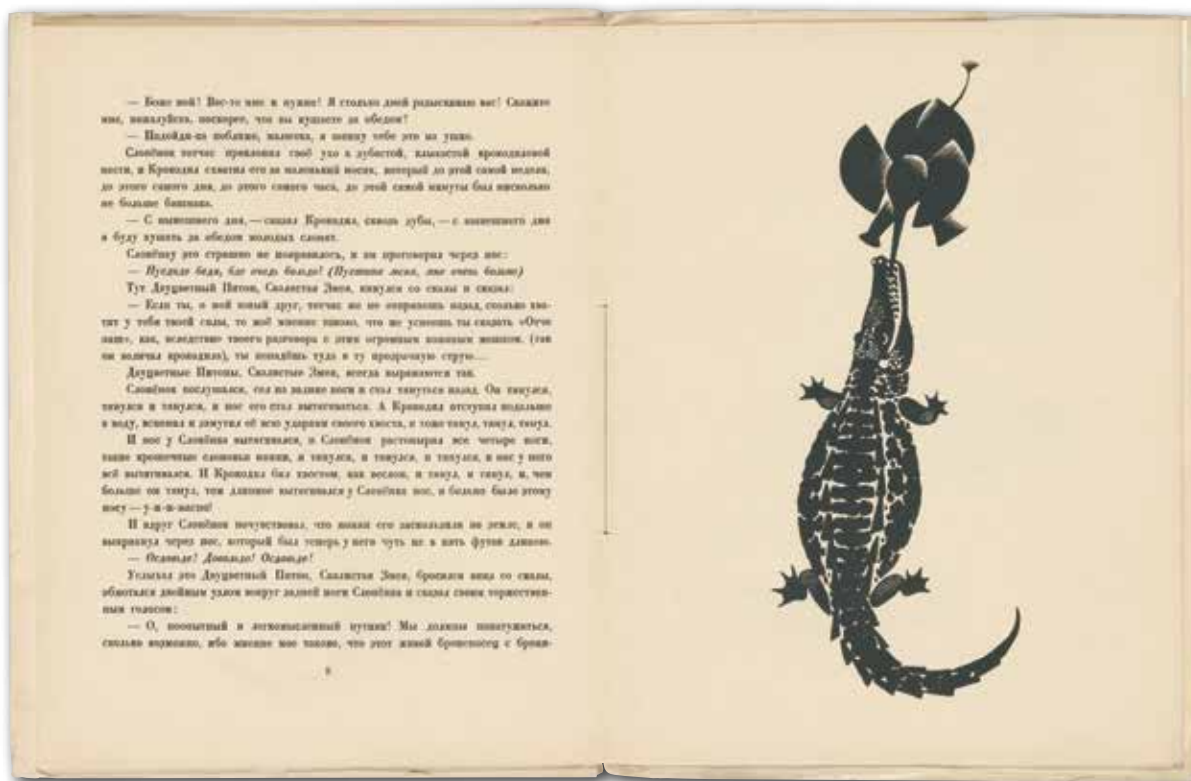 — Боже мой! Вас-то мне и нужно! Я столько дней разыскиваю вас! Скажите
мне, пожалуйста, поскорее, что вы кушаете за обедом?
— Подойди-ка поближе, малютка, я шепну тебе это на ушко.
Слонёнок тотчас приклонил своё ухо к зубастой, клыкастой крокодиловой
пасти, и Крокодил схватил его за маленький носик, который до этой самой недели,
до этого самого дня, до этого самого часа, до этой самой минуты был нисколько
не больше башмака.
— С нынешнего дня, — сказал Крокодил, сквозь зубы, — с нынешнего дня
я буду кушать за обедом молодых слонят.
Слонёнку это страшно не понравилось, и он проговорил через нос:
— Пусдиде бедя, бде очедь больдо! (Пустите меня, мне очень больно)
Тут Двуцветный Питон, Скалистая Змея, кинулся со скалы и сказал:
— Если ты, о мой юный друг, тотчас же не отпрянешь назад, сколько хва-
тит у тебя твоей силы, то моё мнение таково, что не успеешь ты сказать «Отче
наш», как, вследствие твоего разговора с этим огромным кожаным мешком. (так
он величал крокодила), ты попадёшь туда в ту прозрачную струю...
Двуцветные Питоны, Скалистые Змеи, всегда выражаются так.
Слонёнок послушался, сел на задние ноги и стал тянуться назад. Он тянулся,
тянулся и тянулся, и нос его стал вытягиваться. А Крокодил отступил подальше
в воду, вспенил и замутил её всю ударами своего хвоста, и тоже тянул, тянул, тянул.
И нос у Слонёнка вытягивался, и Слонёнок растопырил все четыре ноги,
такие крошечные слоновьи ножки, и тянулся, и тянулся, и тянулся, и нос у него
всё вытягивался. И Крокодил бил хвостом, как веслом, и тянул, и тянул, и, чем
больше он тянул, тем длиннее вытягивался у Слонёнка нос, и больно было этому
носу — у-ж-ж-жасно!
И вдруг Слонёнок почувствовал, что ножки его заскользили по земле, и он
вскрикнул через нос, который был теперь у него чуть не в пять футов длиною.
— Осдавьде! Довольдо! Осдавьде!
Услыхал это Двуцветный Питон, Скалистая Змея, бросился вниз со скалы,
обмотался двойным узлом вокруг задней ноги Слонёнка и сказал своим торжествен-
ным голосом:
— О, неопытный и легкомысленный путник! Мы должны понатужиться,
сколько возможно, ибо мнение моё таково, что этот живой броненосец с брони-